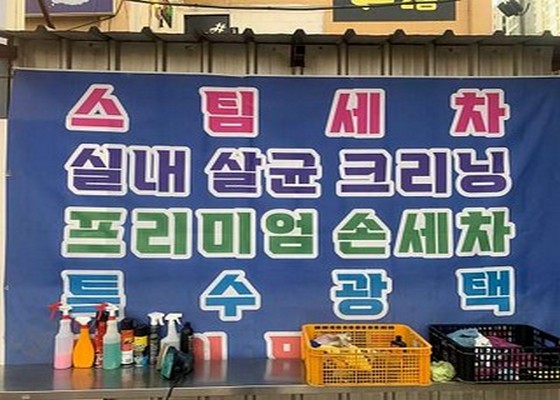 스팀세차
실내 살균 크리닝
프리미엄 손세차
특수광택